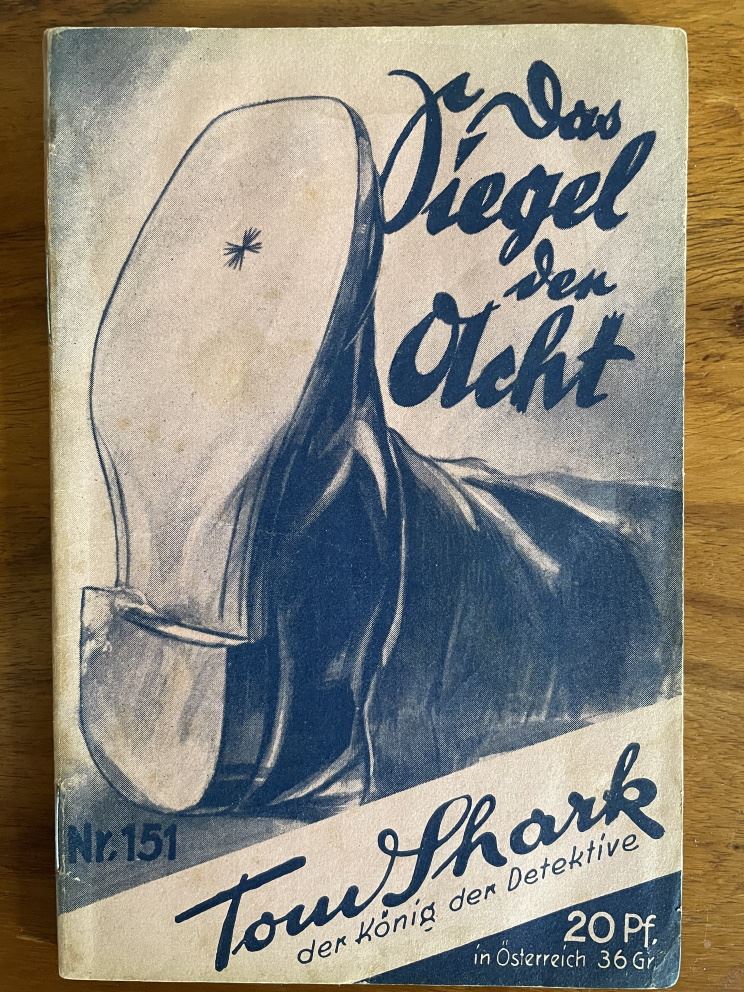 Das
Siegel
der
Acht
Nr. 151
Tom Shark
der König der Detektive
20 Pf.
in Österreich 36 Gr.